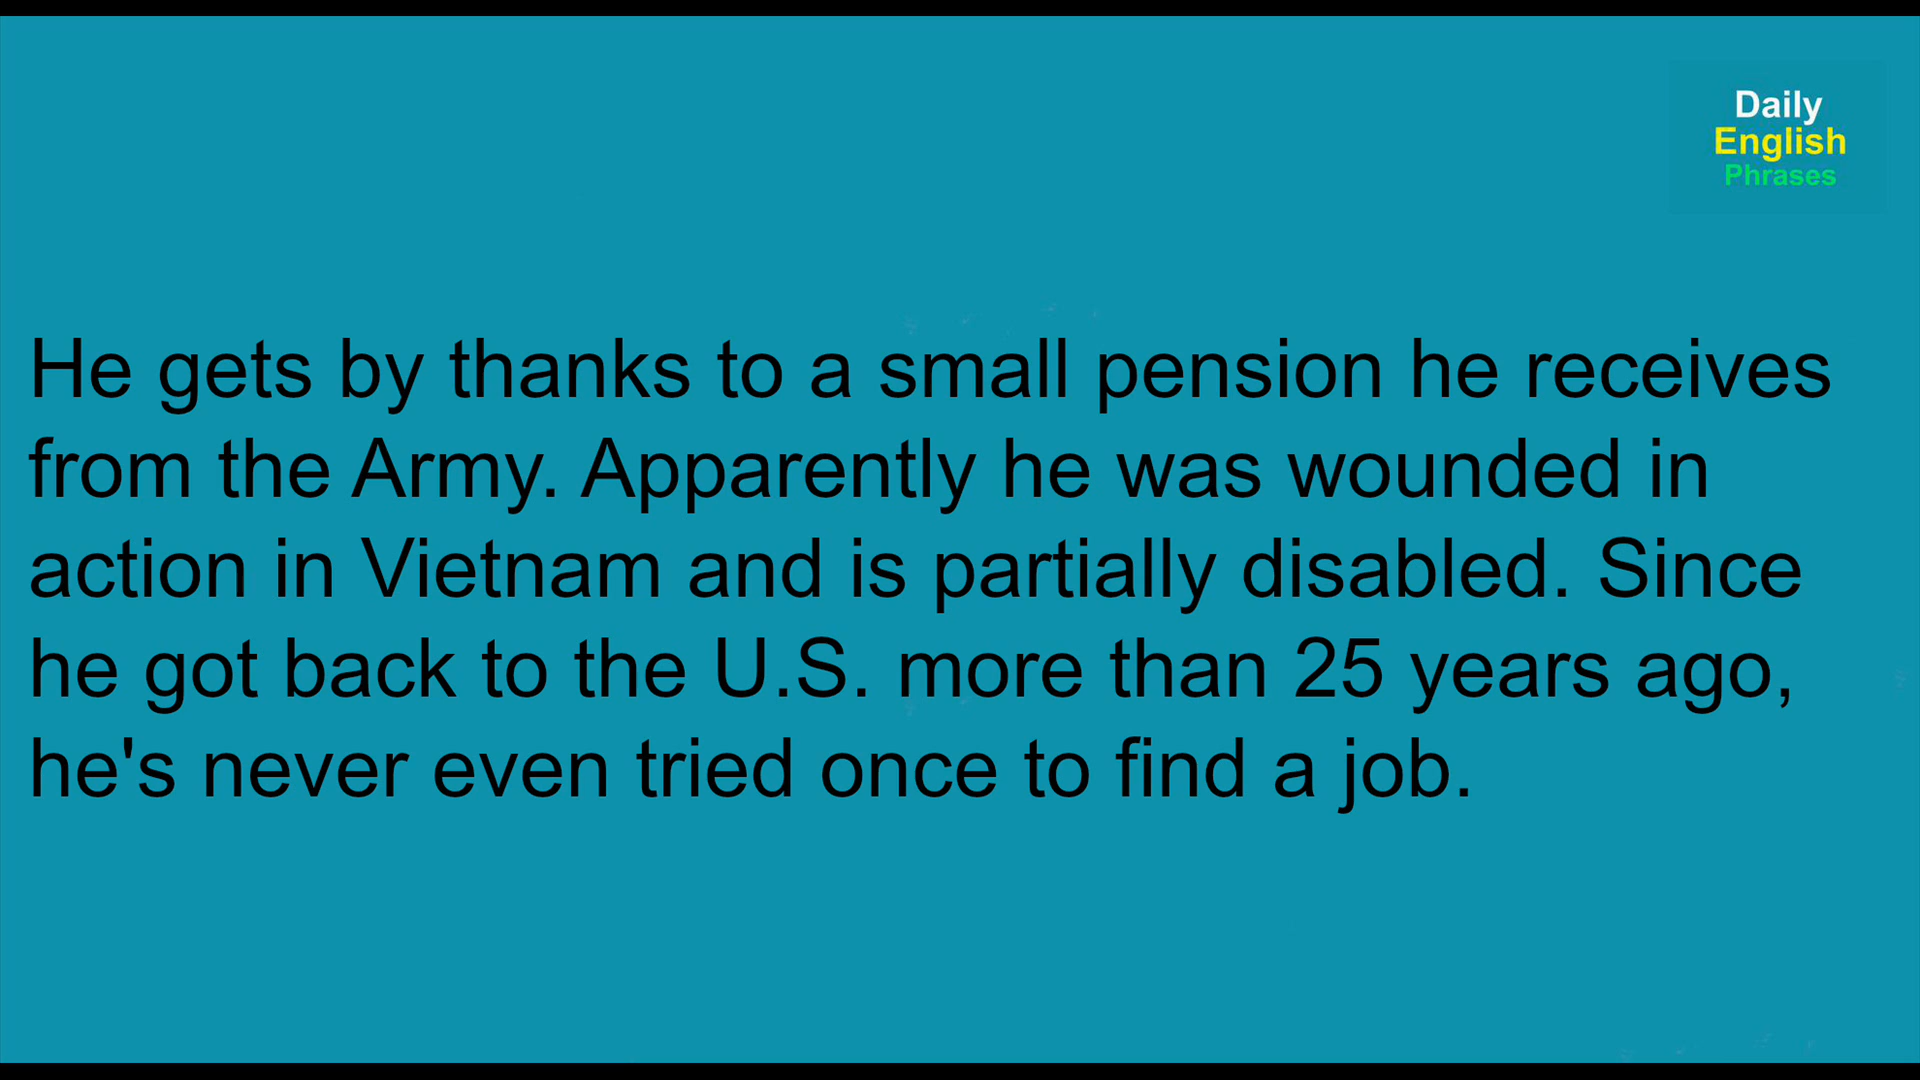 Daily
English
Phrases
He gets by thanks to a small pension he receives
from the Army. Apparently he was wounded in
action in Vietnam and is partially disabled. Since
he got back to the U.S. more than 25 years ago,
he's never even tried once to find a job.